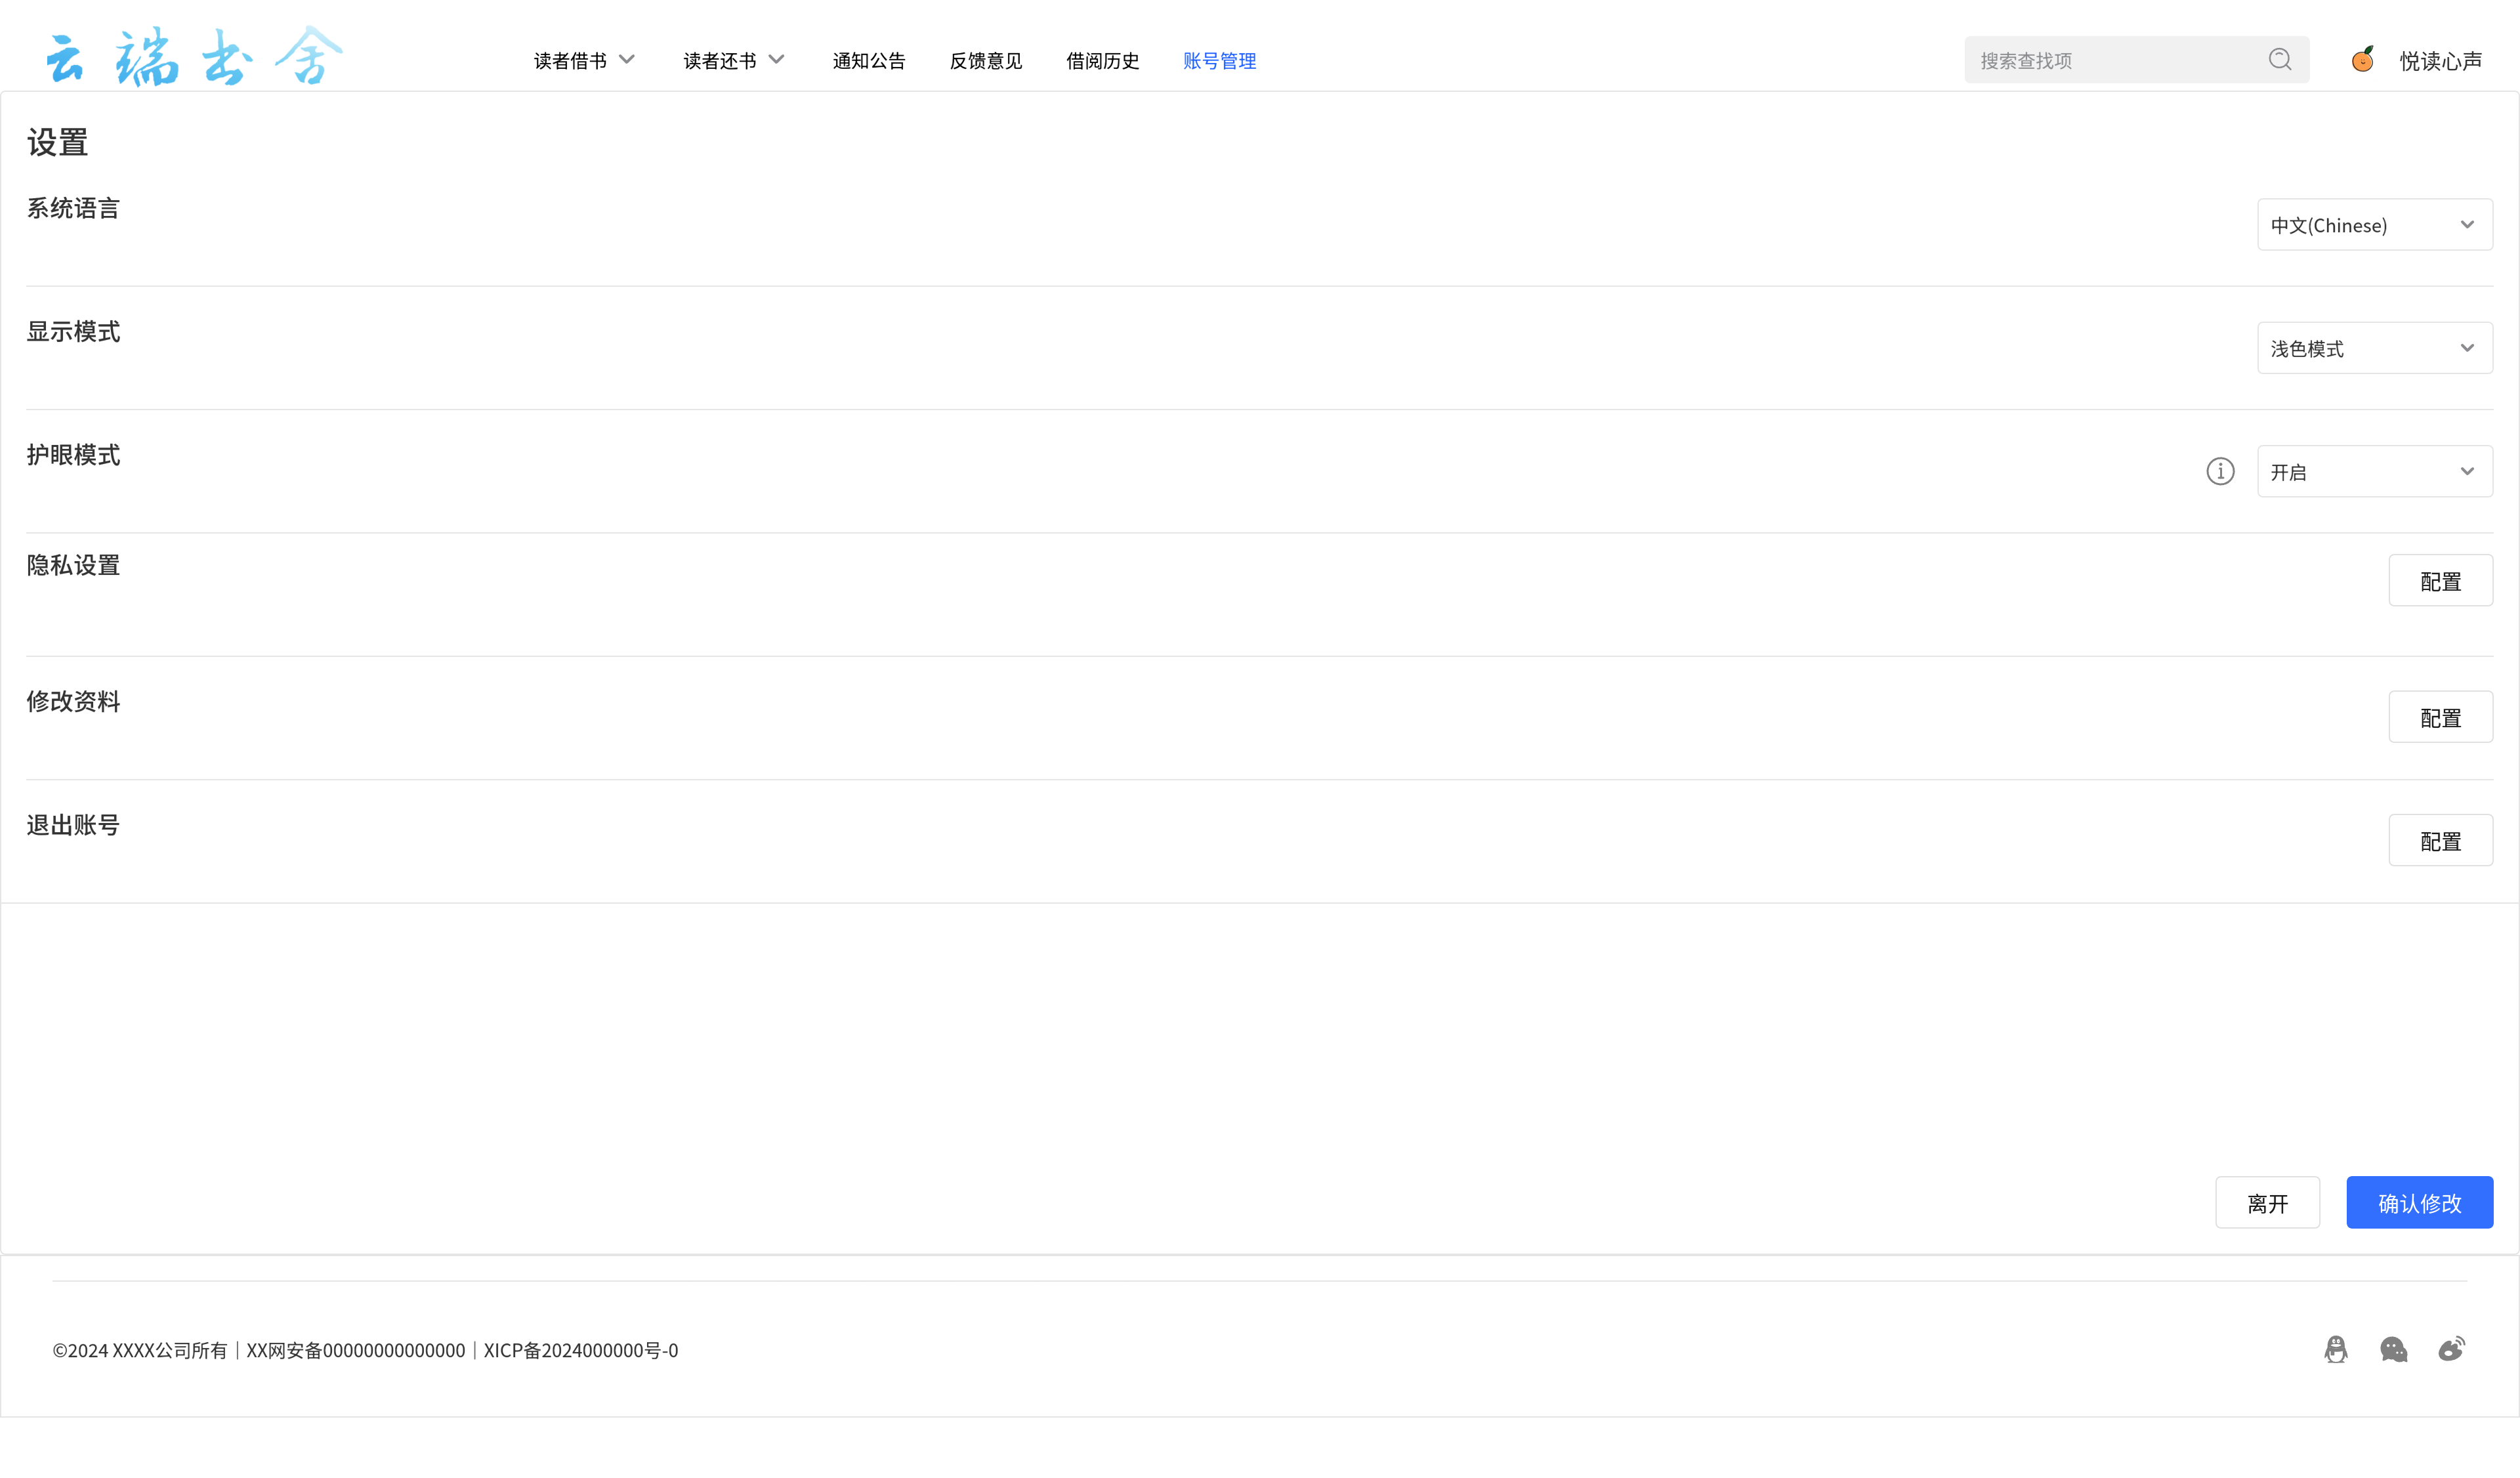 云端书舍
读者借书 读者还书 通知公告 反馈意见 借阅历史 账号管理 搜索查找项 悦读心声
设置
系统语言 中文(Chinese)
显示模式 浅色模式
护眼模式 开启
隐私设置 配置
修改资料 配置
退出账号 配置
离开 确认修改
©2024 XXXX公司所有｜XX网安备00000000000000｜XICP备2024000000号-0